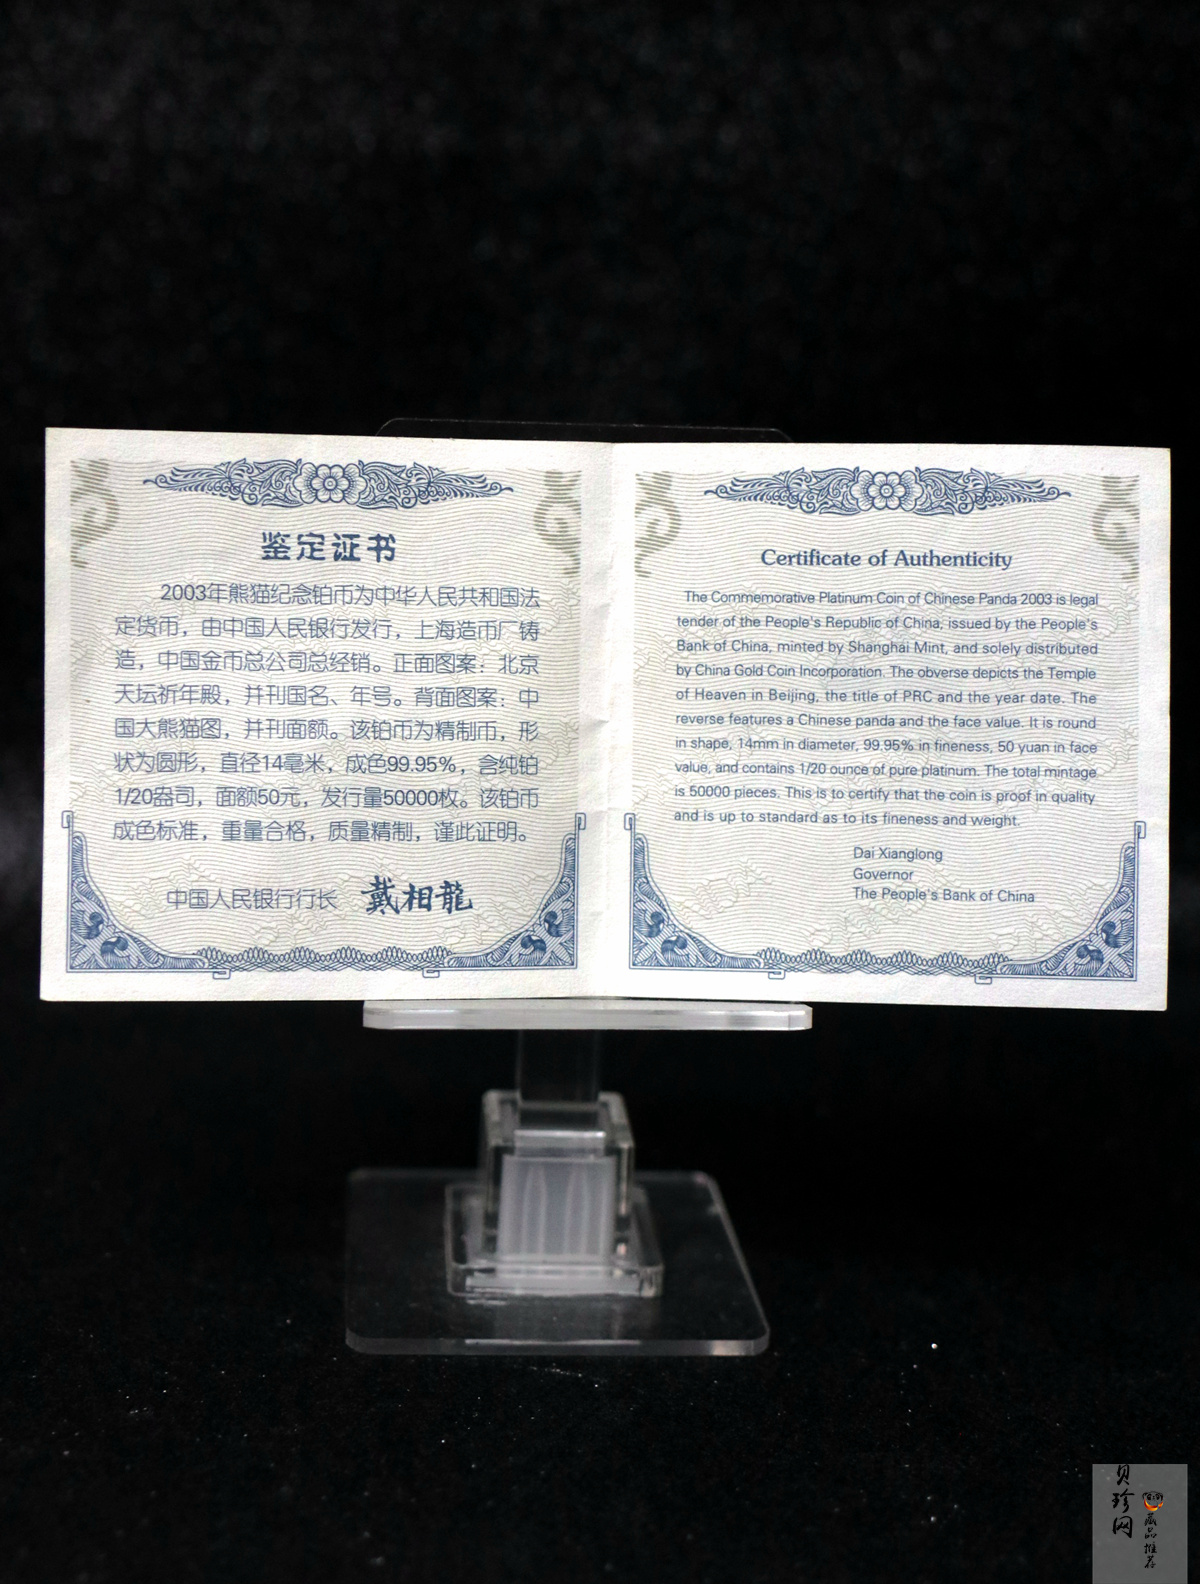 鉴定证书
2003年熊猫纪念铂币为中华人民共和国法
定货币，由中国人民银行发行，上海造币厂铸
造，中国金币总公司总经销。正面图案：北京
天坛祈年殿，并刊国名、年号。背面图案：中
国大熊猫图，并刊面额。该铂币为精制币，形
状为圆形，直径14毫米，成色99.95%，含纯铂
1/20盎司，面额50元，发行量50000枚。该铂币
成色标准，重量合格，质量精制，谨此证明。
中国人民银行行长 戴相龍
Certificate of Authenticity
The Commemorative Platinum Coin of Chinese Panda 2003 is legal
tender of the People's Republic of China, issued by the People's
Bank of China, minted by Shanghai Mint, and solely distributed
by China Gold Coin Incorporation. The obverse depicts the Temple
of Heaven in Beijing, the title of PRC and the year date. The
reverse features a Chinese panda and the face value. It is round
in shape, 14mm in diameter, 99.95% in fineness, 50 yuan in face
value, and contains 1/20 ounce of pure platinum. The total mintage
is 50000 pieces. This is to certify that the coin is proof in quality
and is up to standard as to its fineness and weight.
Dai Xianglong
Governor
The People's Bank of China
贝珍网
藏品推荐